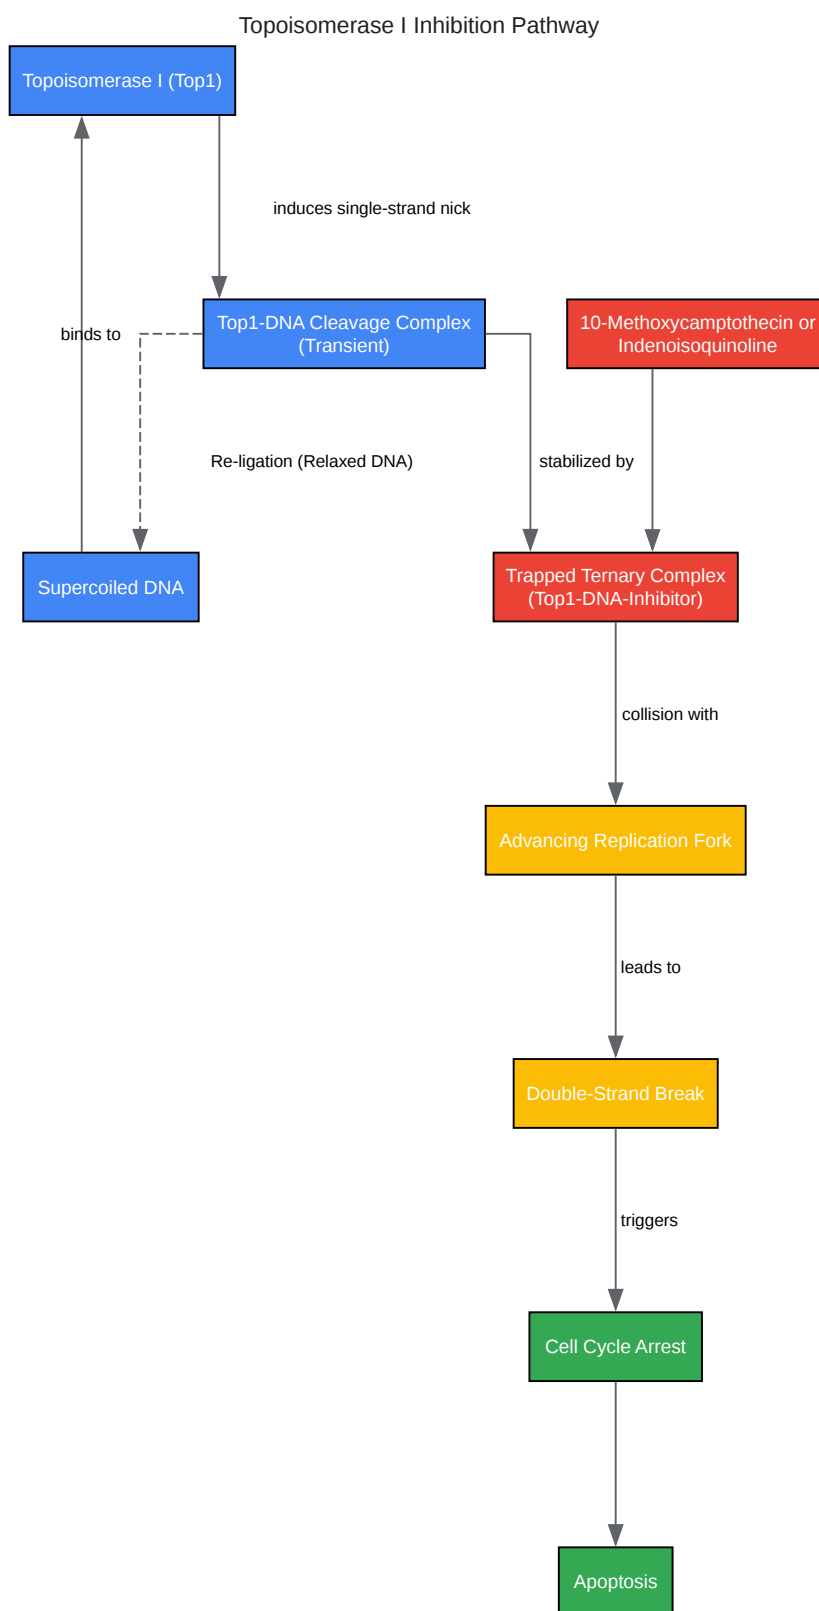 Topoisomerase I Inhibition Pathway
Topoisomerase I (Top1)
induces single-strand nick
Top1-DNA Cleavage Complex
(Transient)
10-Methoxycamptothecin or
Indenoisoquinoline
binds to
Re-ligation (Relaxed DNA)
stabilized by
Supercoiled DNA
Trapped Ternary Complex
(Top1-DNA-Inhibitor)
collision with
Advancing Replication Fork
leads to
Double-Strand Break
triggers
Cell Cycle Arrest
Apoptosis